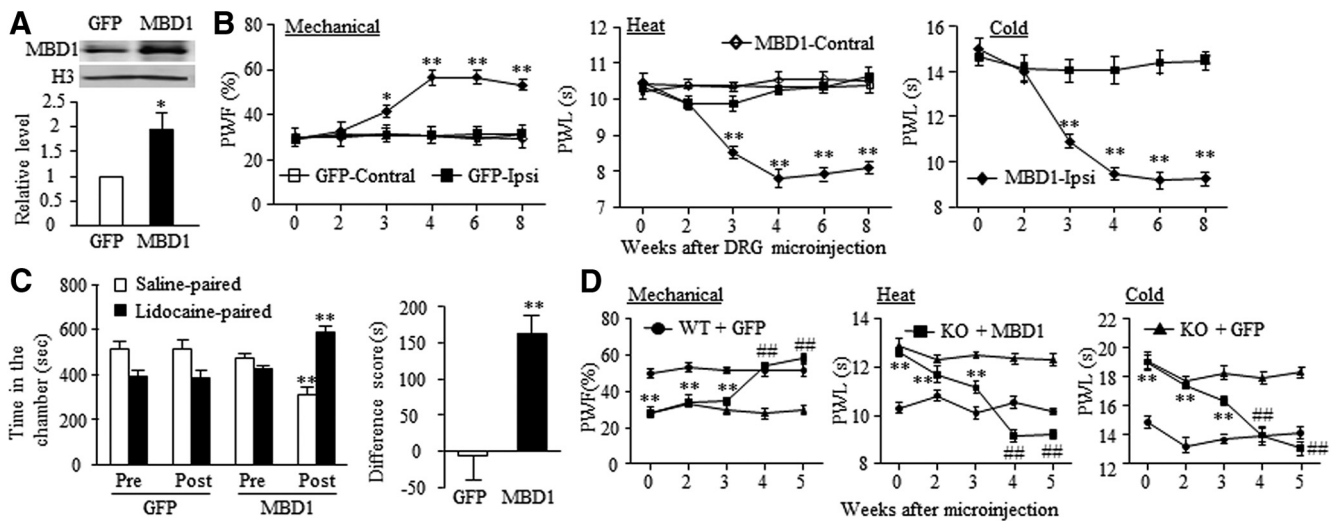 A
GFP MBD1
MBD1
H3
Relative level
2.5
2
1.5
1
0.5
0
*
GFP MBD1
B
Mechanical
PWF (%)
80
60
40
20
0
* ** ** **
GFP-Contral GFP-Ipsi
0 2 3 4 6 8
Heat
MBD1-Contral
PWL (s)
12
11
10
9
8
7
** ** ** **
0 2 3 4 6 8
Weeks after DRG microinjection
Cold
PWL (s)
16
14
12
10
8
** ** ** **
MBD1-Ipsi
0 2 3 4 6 8
C
Saline-paired
Lidocaine-paired
Time in the
chamber (sec)
800
600
400
200
0
** **
Pre Post Pre Post
GFP MBD1
Difference score(s)
200
150
100
50
0
-50
**
GFP MBD1
D
Mechanical
WT + GFP
PWF(%)
80
60
40
20
0
** ** ** ## ##
0 2 3 4 5
Heat
KO + MBD1
PWL (s)
14
12
10
8
** ** ** ## ##
0 2 3 4 5
Weeks after microinjection
Cold
KO + GFP
PWL (s)
22
20
18
16
14
12
** ** ** ## ##
0 2 3 4 5